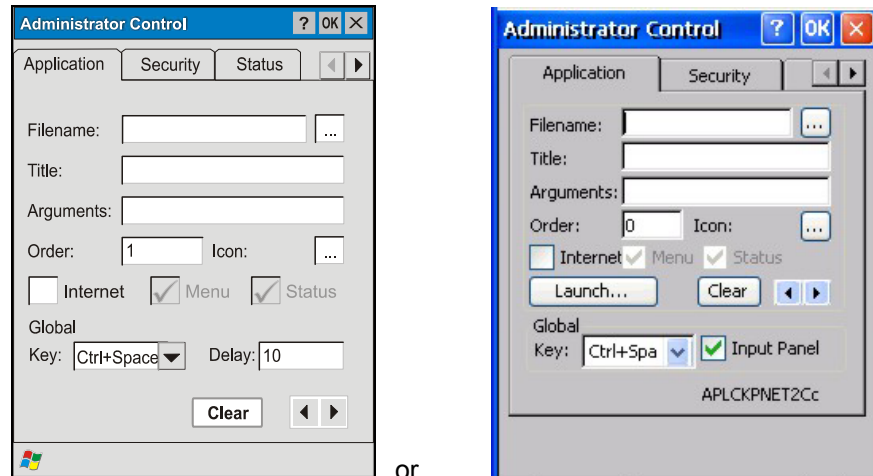 Administrator Control ? OK X
Application Security Status
Filename: ...
Title:
Arguments:
Order: 1 Icon: ...
Internet Menu Status
Global
Key: Ctrl+Space Delay: 10
Clear
or
Administrator Control ? OK X
Application Security
Filename: ...
Title:
Arguments:
Order: 0 Icon: ...
Internet Menu Status
Launch... Clear
Global
Key: Ctrl+Spa Input Panel
APLCKPNET2Cc